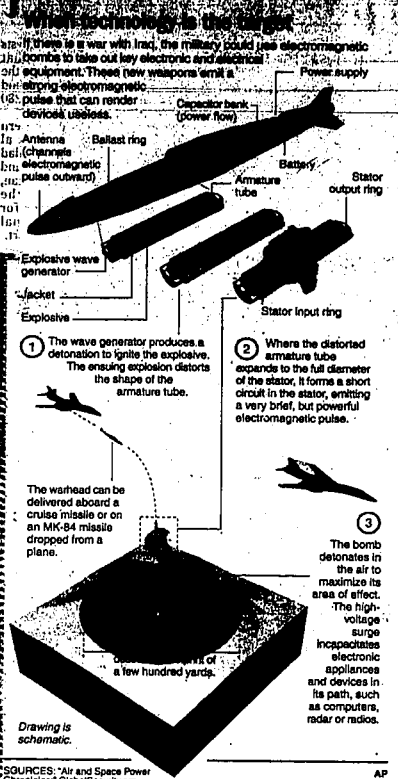 When technology is the target
If there is a war with Iraq, the military could use electromagnetic
bombs to take out key electronic and electrical
equipment. These new weapons emit a
strong electromagnetic
pulse that can render
devices useless.
Power supply
Capacitor bank
(power flow)
Antenna
(channels
electromagnetic
pulse outward)
Ballast ring
Battery
Armature
tube
Stator
output ring
Explosive wave
generator
Jacket
Explosive
Stator input ring
1 The wave generator produces a
detonation to ignite the explosive.
The ensuing explosion distorts
the shape of the
armature tube.
2 Where the distorted
armature tube
expands to the full diameter
of the stator, it forms a short
circuit in the stator, emitting
a very brief, but powerful
electromagnetic pulse.
The warhead can be
delivered aboard a
cruise missile or on
an MK-84 missile
dropped from a
plane.
3
The bomb
detonates in
the air to
maximize its
area of effect.
The high-
voltage
surge
incapacitates
electronic
appliances
and devices in
its path, such
as computers,
radar or radios.
of
a few hundred yards.
Drawing is
schematic.
SOURCES: "Air and Space Power
AP